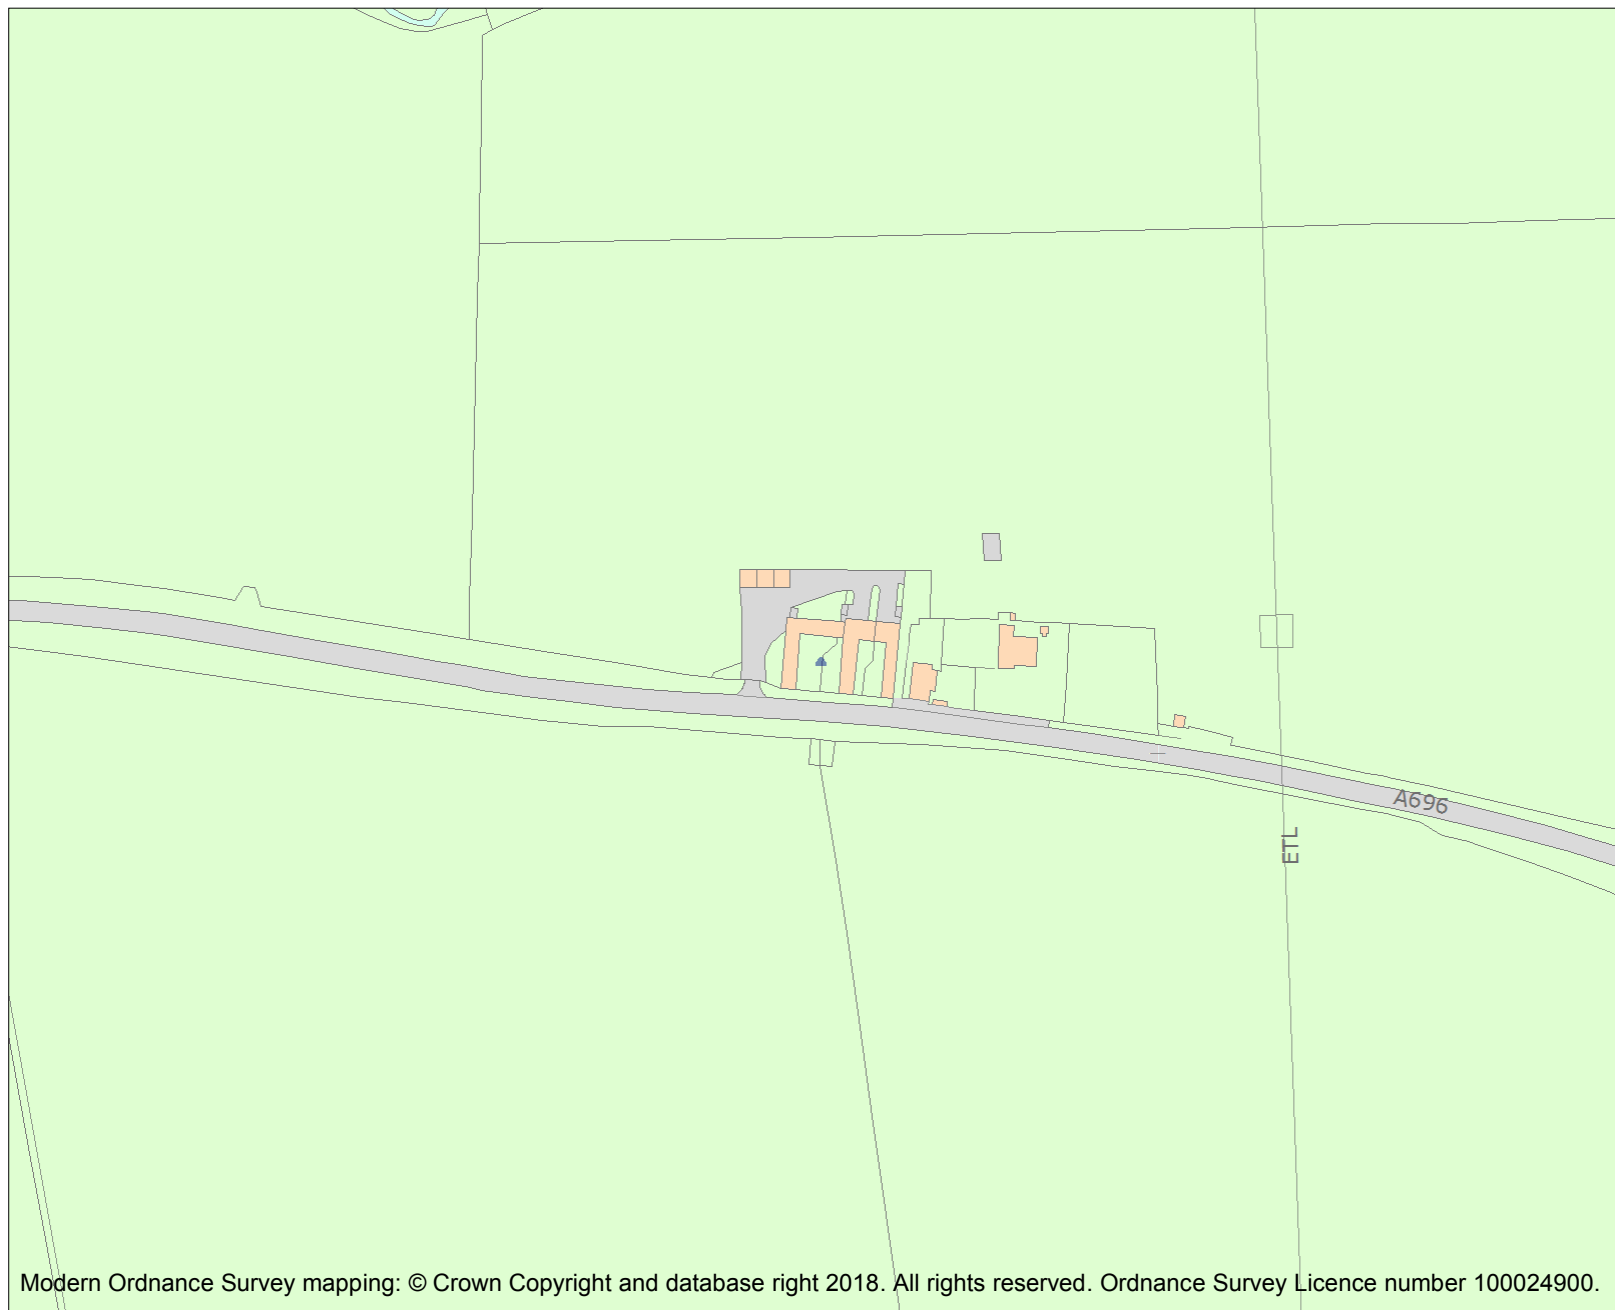 A696
ETL
Modern Ordnance Survey mapping: © Crown Copyright and database right 2018. All rights reserved. Ordnance Survey Licence number 100024900.